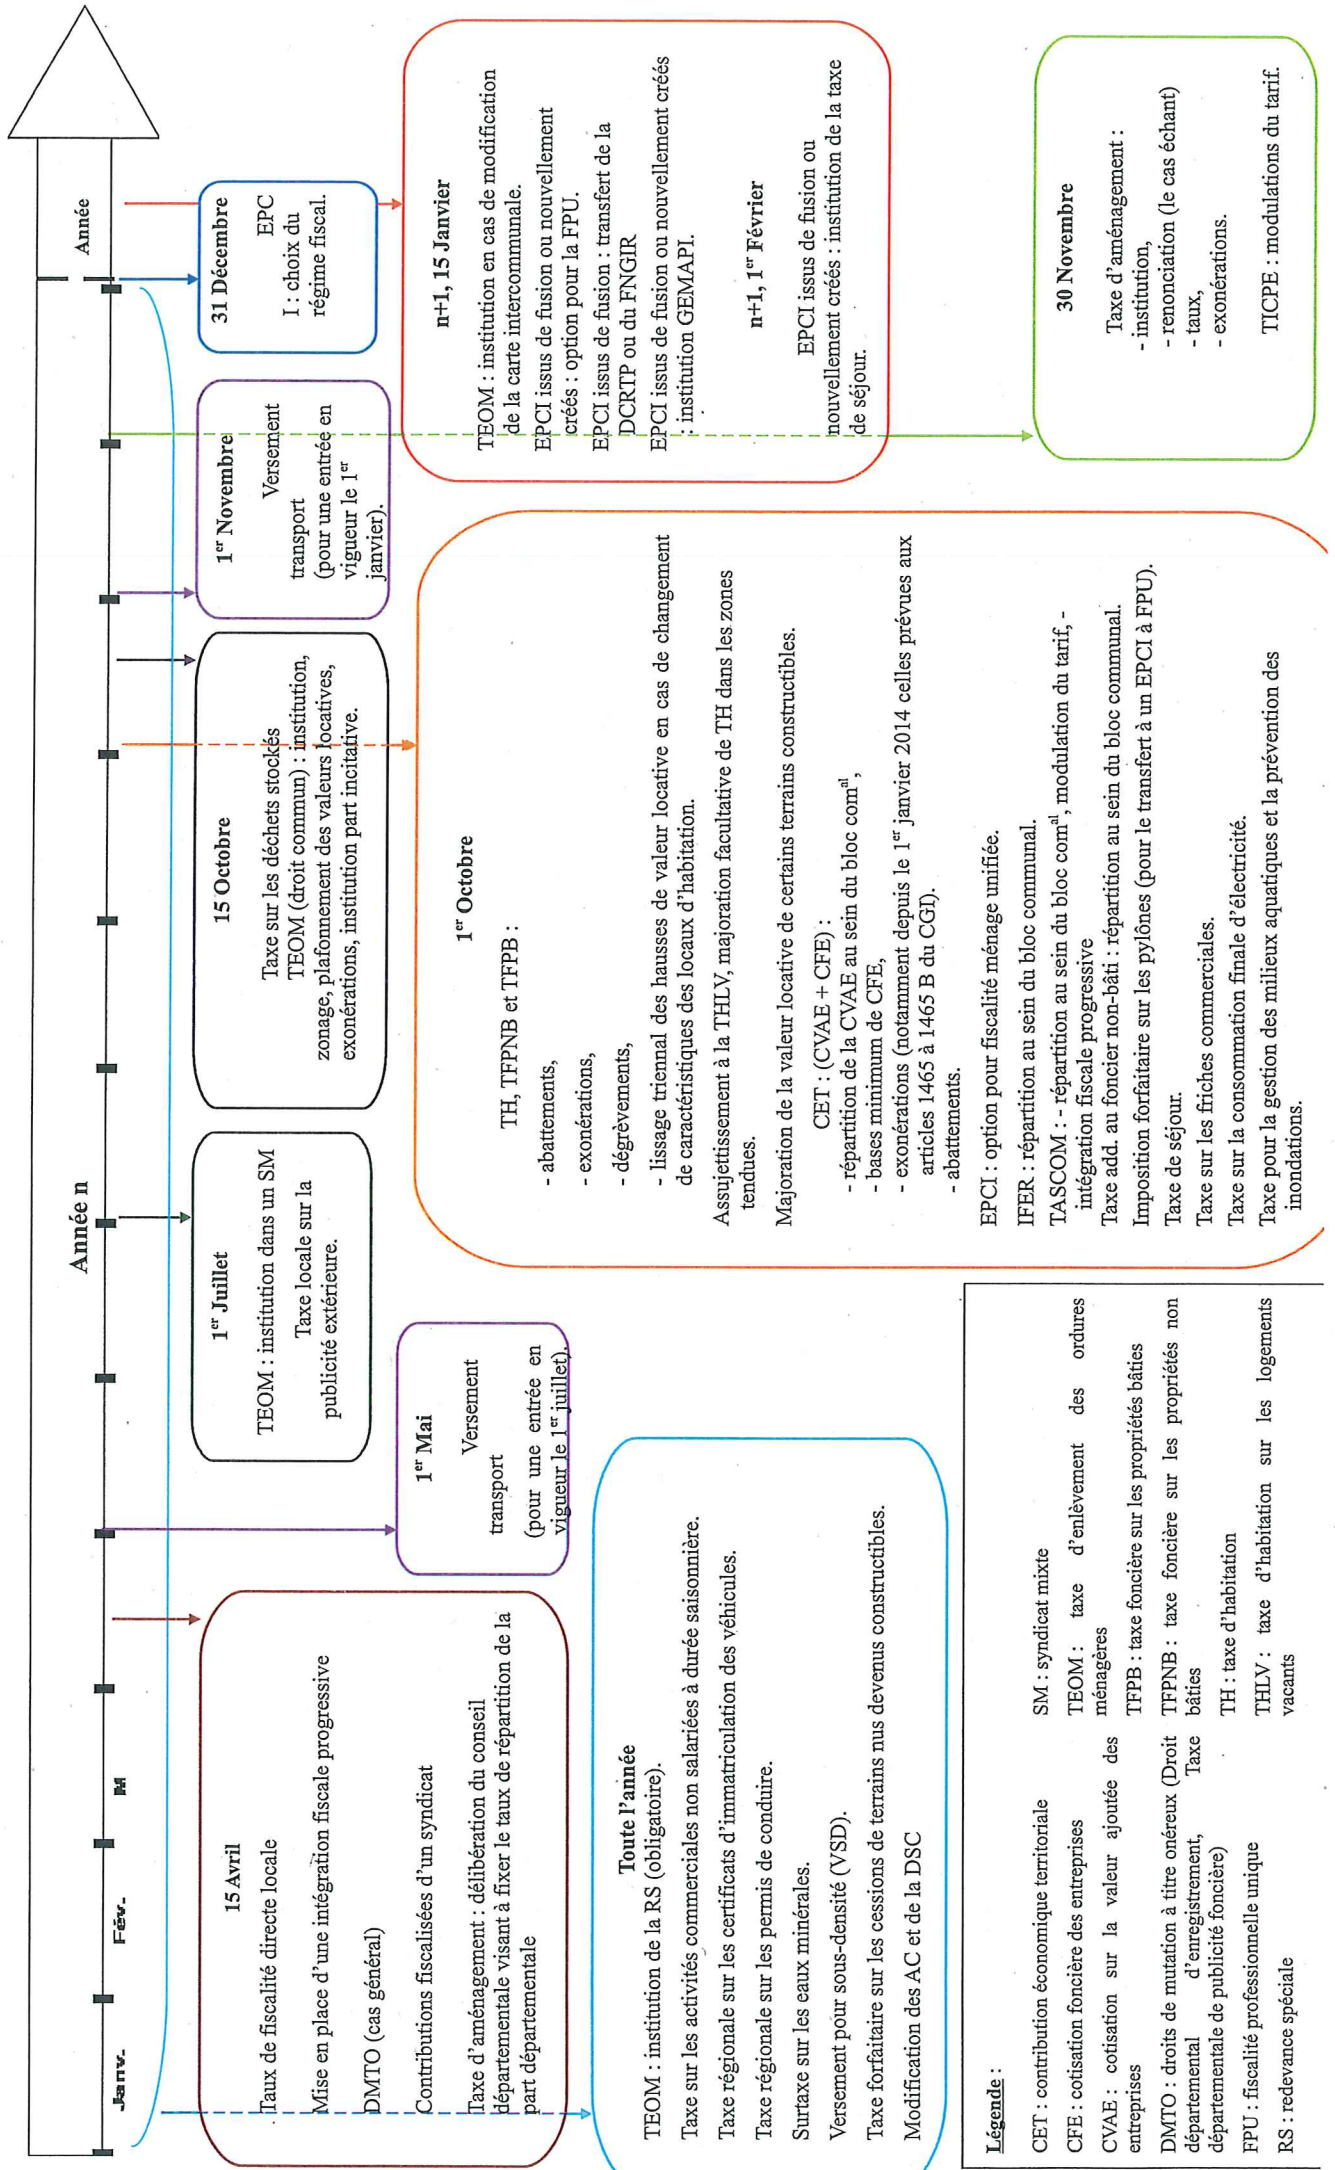 Année n
Année
Janv.
Fév.
M
15 Avril
Taux de fiscalité directe locale
Mise en place d'une intégration fiscale progressive
DMTO (cas général)
Contributions fiscalisées d'un syndicat
Taxe d'aménagement : délibération du conseil
départementale visant à fixer le taux de répartition de la
part départementale
1er Mai
Versement
transport
(pour une entrée en
vigueur le 1er juillet).
1er Juillet
TEOM : institution dans un SM
Taxe locale sur la
publicité extérieure.
15 Octobre
Taxe sur les déchets stockés
TEOM (droit commun) : institution,
zonage, plafonnement des valeurs locatives,
exonérations, institution part incitative.
1er Novembre
Versement
transport
(pour une entrée en
vigueur le 1er
janvier).
31 Décembre
EPC
I : choix du
régime fiscal.
Toute l'année
TEOM : institution de la RS (obligatoire).
Taxe sur les activités commerciales non salariées à durée saisonnière.
Taxe régionale sur les certificats d'immatriculation des véhicules.
Taxe régionale sur les permis de conduire.
Surtaxe sur les eaux minérales.
Versement pour sous-densité (VSD).
Taxe forfaitaire sur les cessions de terrains nus devenus constructibles.
Modification des AC et de la DSC
1er Octobre
TH, TFPNB et TFPB :
- abattements,
- exonérations,
- dégrèvements,
- lissage triennal des hausses de valeur locative en cas de changement
de caractéristiques des locaux d'habitation.
Assujettissement à la THLV, majoration facultative de TH dans les zones
tendues.
Majoration de la valeur locative de certains terrains constructibles.
CET : (CVAE + CFE) :
- répartition de la CVAE au sein du bloc comal,
- bases minimum de CFE,
- exonérations (notamment depuis le 1er janvier 2014 celles prévues aux
articles 1465 à 1465 B du CGI).
- abattements.
EPCI : option pour fiscalité ménage unifiée.
IFER : répartition au sein du bloc communal.
TASCOM : - répartition au sein du bloc comal, modulation du tarif, -
intégration fiscale progressive
Taxe add. au foncier non-bâti : répartition au sein du bloc communal.
Imposition forfaitaire sur les pylônes (pour le transfert à un EPCI à FPU).
Taxe de séjour.
Taxe sur les friches commerciales.
Taxe sur la consommation finale d'électricité.
Taxe pour la gestion des milieux aquatiques et la prévention des
inondations.
n+1, 15 Janvier
TEOM : institution en cas de modification
de la carte intercommunale.
EPCI issus de fusion ou nouvellement
créés : option pour la FPU.
EPCI issus de fusion : transfert de la
DCRTP ou du FNGIR
EPCI issus de fusion ou nouvellement créés
: institution GEMAPI.
n+1, 1er Février
EPCI issus de fusion ou
nouvellement créés : institution de la taxe
de séjour.
30 Novembre
Taxe d'aménagement :
- institution,
- renonciation (le cas échant)
- taux,
- exonérations.
TICPE : modulations du tarif.
Légende :
CET : contribution économique territoriale
CFE : cotisation foncière des entreprises
CVAE : cotisation sur la valeur ajoutée des
entreprises
DMTO : droits de mutation à titre onéreux (Droit
départemental d'enregistrement, Taxe
départementale de publicité foncière)
FPU : fiscalité professionnelle unique
RS : redevance spéciale
SM : syndicat mixte
TEOM : taxe d'enlèvement des ordures
ménagères
TFPB : taxe foncière sur les propriétés bâties
TFPNB : taxe foncière sur les propriétés non
bâties
TH : taxe d'habitation
THLV : taxe d'habitation sur les logements
vacants